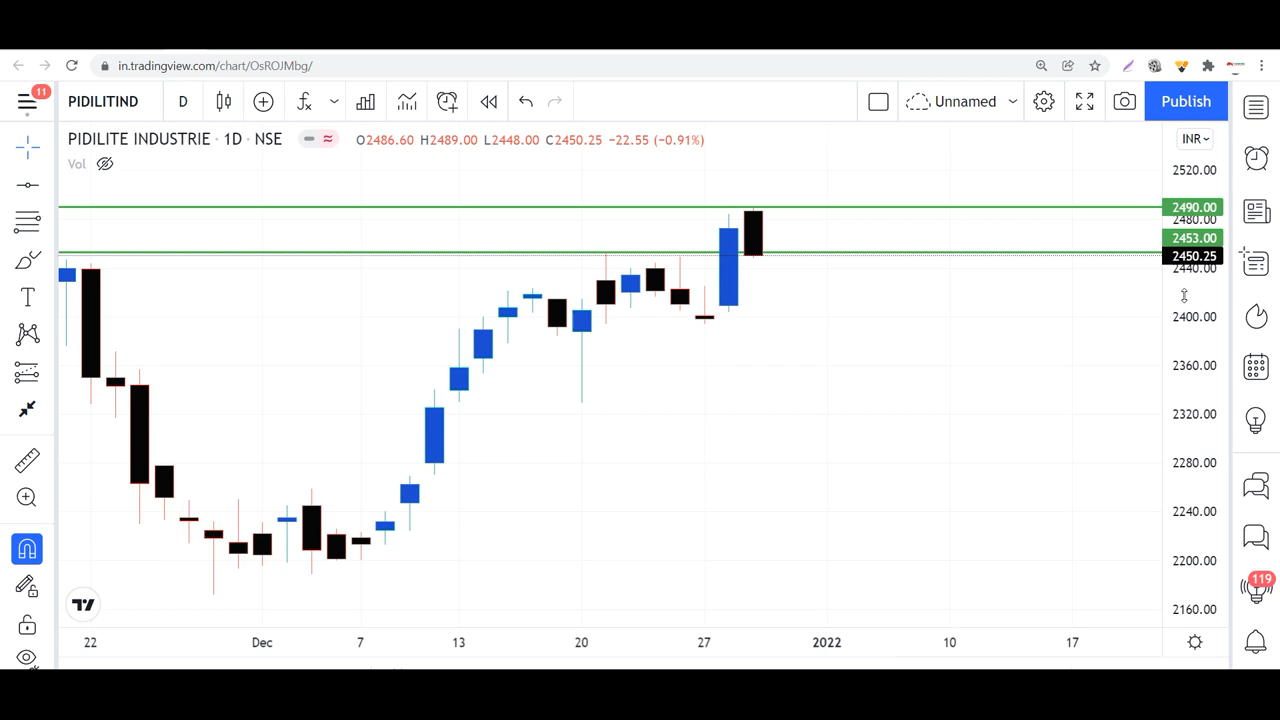 in.tradingview.com/chart/OsROJMbg/
11
PIDILITIND D Unnamed Publish
PIDILITE INDUSTRIE · 1D · NSE O2486.60 H2489.00 L2448.00 C2450.25 −22.55 (−0.91%)
INR
Vol
2520.00
2490.00
2480.00
2453.00
2450.25
2440.00
2400.00
2360.00
2320.00
2280.00
2240.00
2200.00
2160.00
119
T
22 Dec 7 13 20 27 2022 10 17